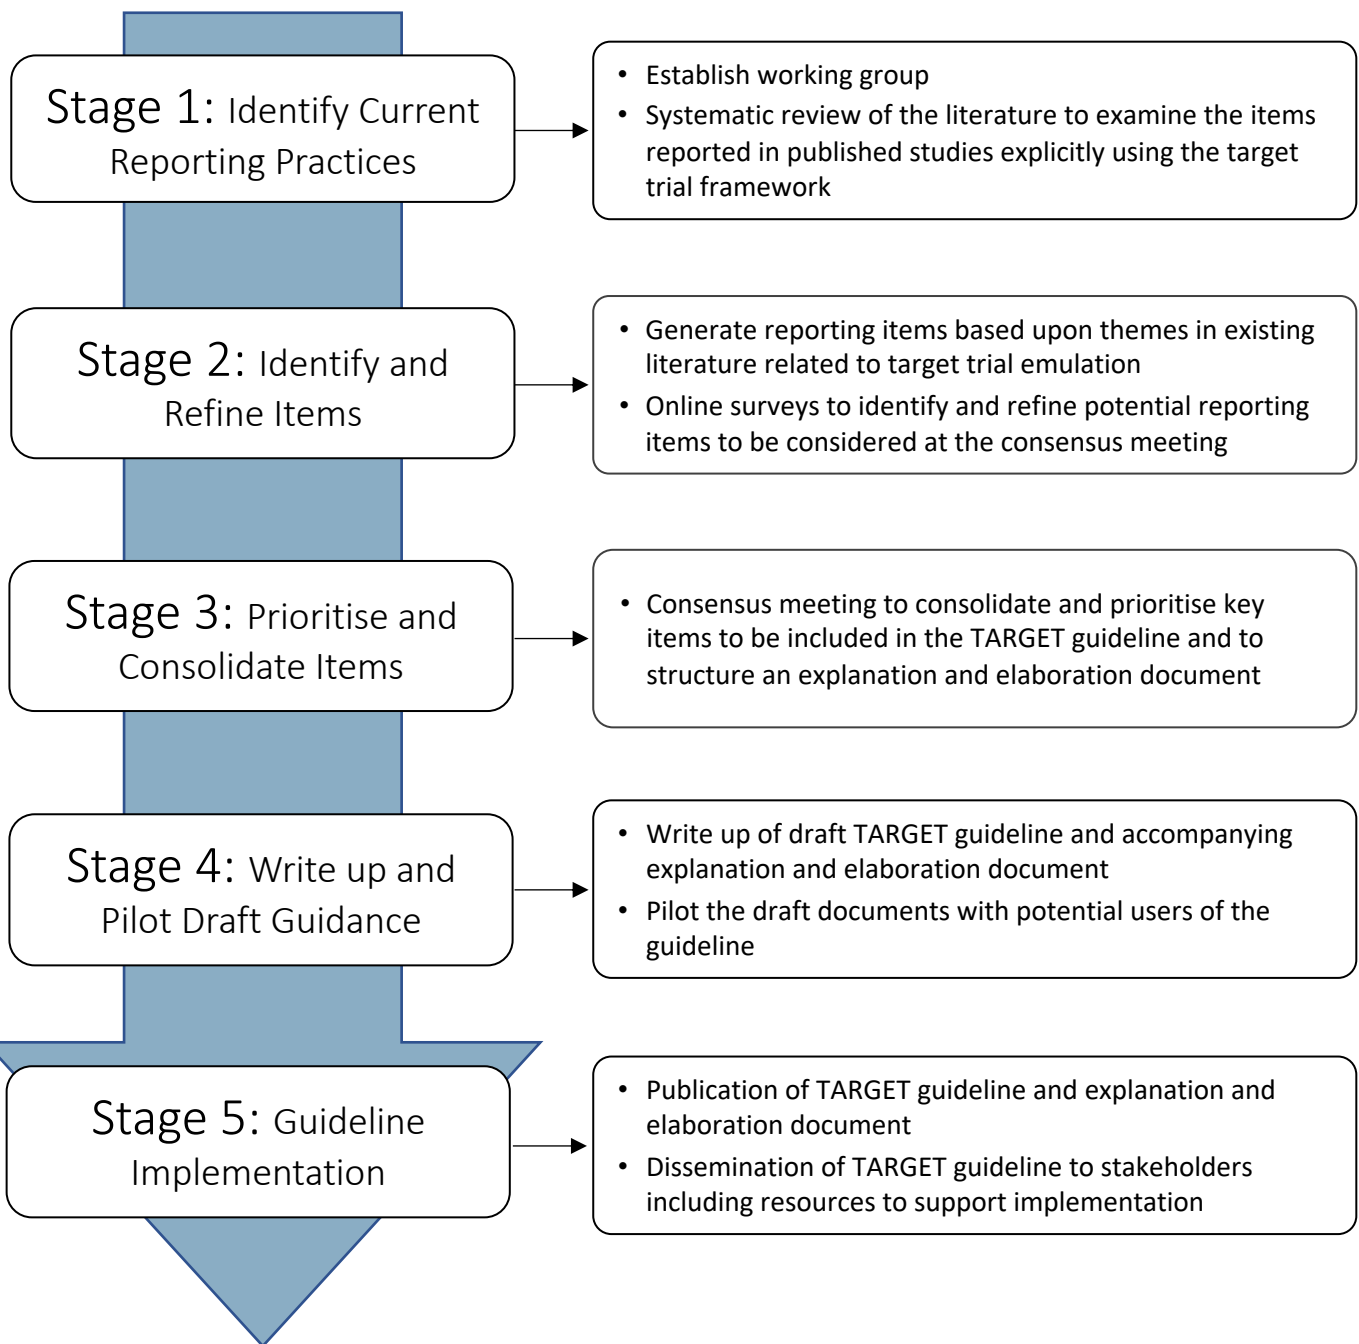 Stage 1: Identify Current
Reporting Practices
• Establish working group
• Systematic review of the literature to examine the items
reported in published studies explicitly using the target
trial framework
Stage 2: Identify and
Refine Items
• Generate reporting items based upon themes in existing
literature related to target trial emulation
• Online surveys to identify and refine potential reporting
items to be considered at the consensus meeting
Stage 3: Prioritise and
Consolidate Items
• Consensus meeting to consolidate and prioritise key
items to be included in the TARGET guideline and to
structure an explanation and elaboration document
Stage 4: Write up and
Pilot Draft Guidance
• Write up of draft TARGET guideline and accompanying
explanation and elaboration document
• Pilot the draft documents with potential users of the
guideline
Stage 5: Guideline
Implementation
• Publication of TARGET guideline and explanation and
elaboration document
• Dissemination of TARGET guideline to stakeholders
including resources to support implementation